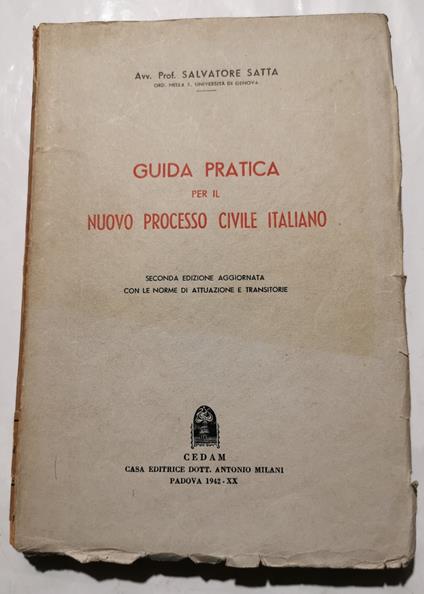 Avv. Prof. SALVATORE SATTA
ORD. NELLA R. UNIVERSITÀ DI GENOVA
GUIDA PRATICA
PER IL
NUOVO PROCESSO CIVILE ITALIANO
SECONDA EDIZIONE AGGIORNATA
CON LE NORME DI ATTUAZIONE E TRANSITORIE
CEDAM
CASA EDITRICE DOTT. ANTONIO MILANI
PADOVA 1942 - XX